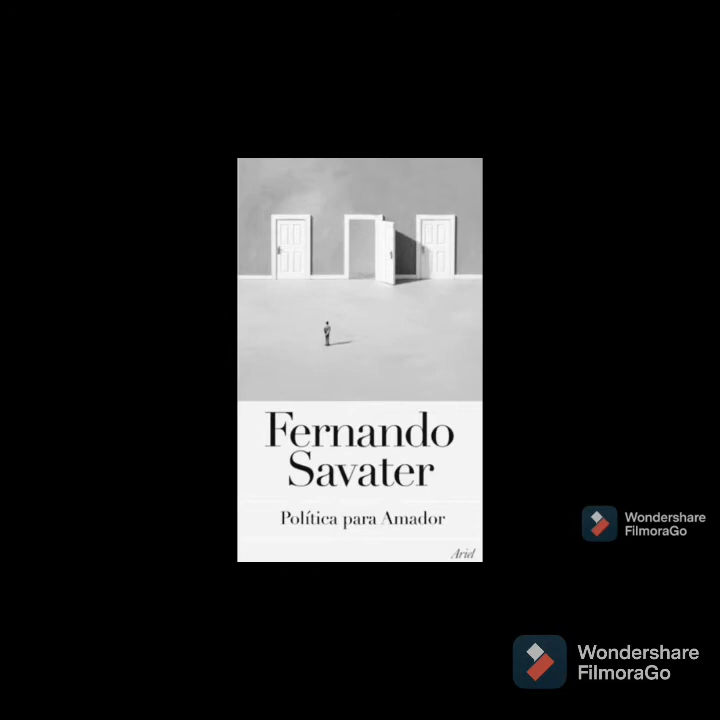 Fernando
Savater
Política para Amador
Ariel
Wondershare
FilmoraGo
Wondershare
FilmoraGo